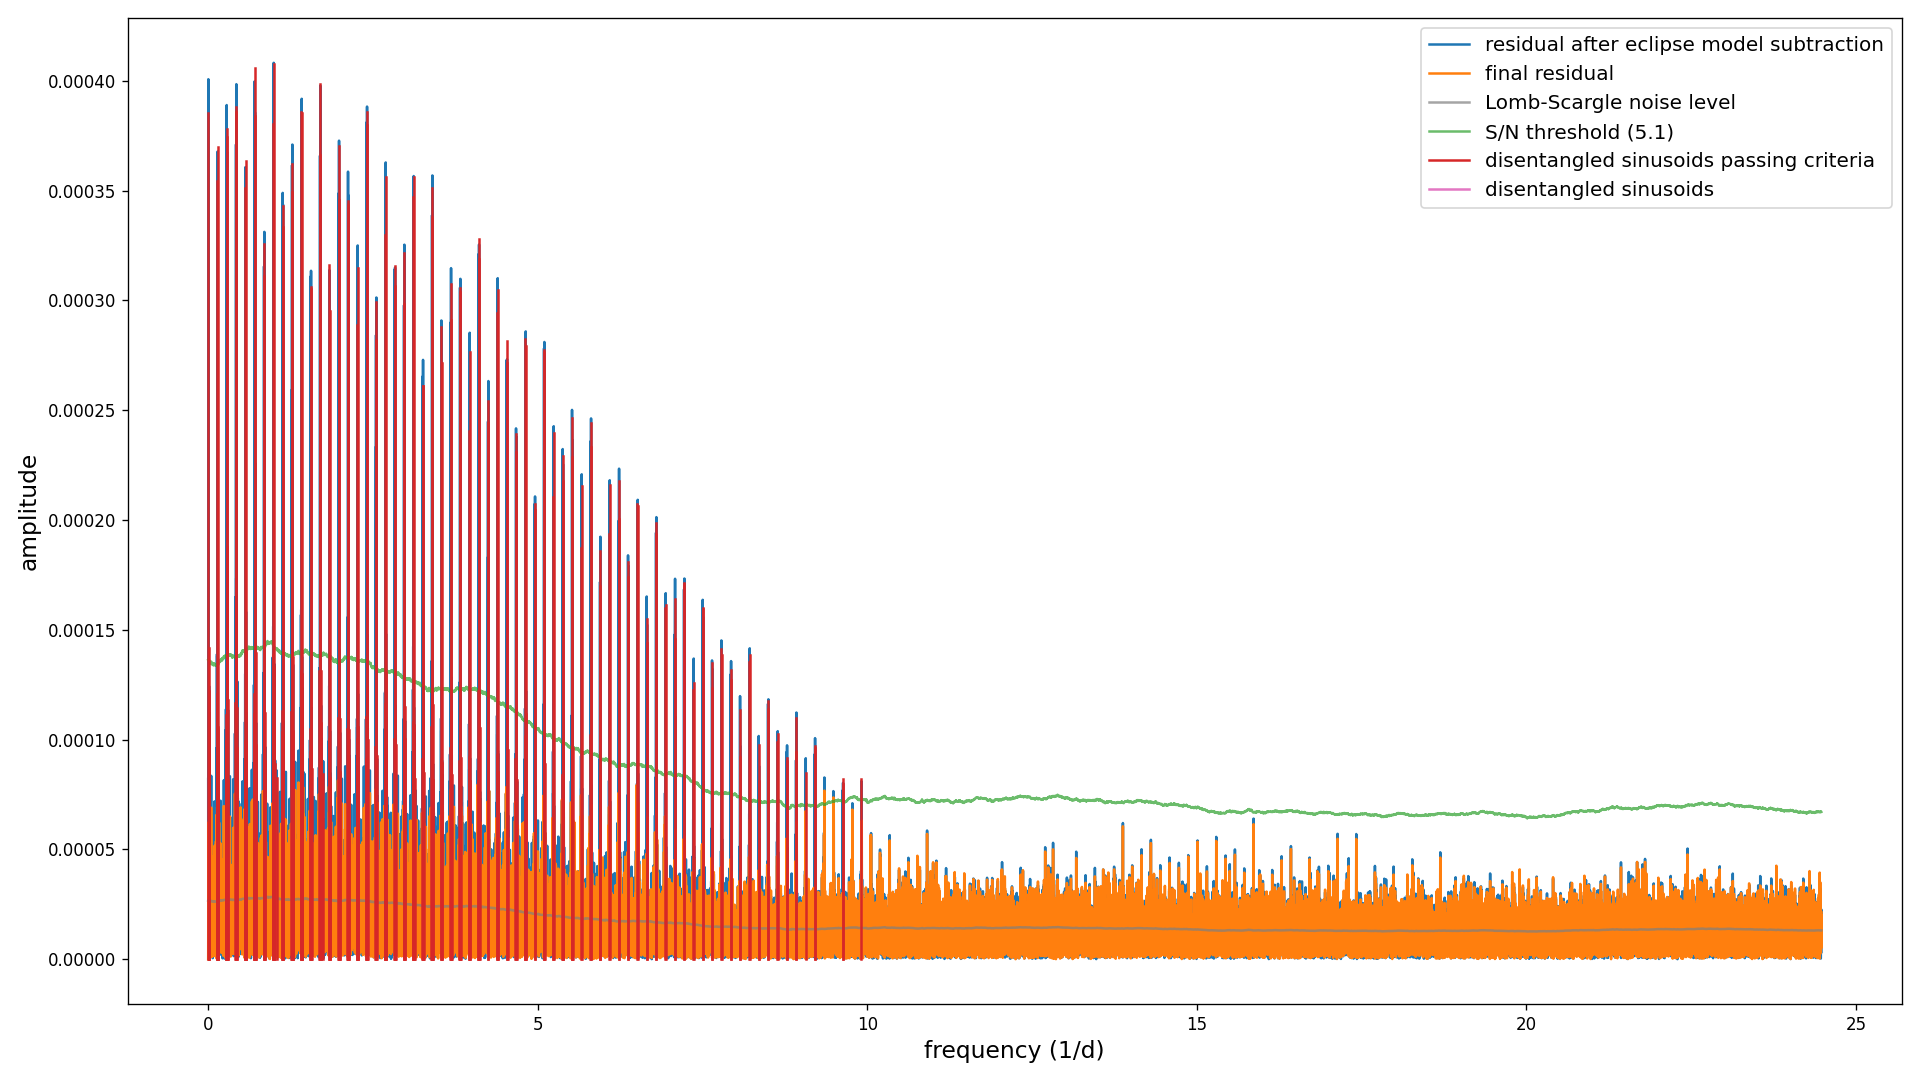 residual after eclipse model subtraction
final residual
Lomb-Scargle noise level
S/N threshold (5.1)
disentangled sinusoids passing criteria
disentangled sinusoids
0.00040
0.00035
0.00030
0.00025
0.00020
0.00015
0.00010
0.00005
0.00000
amplitude
0 5 10 15 20 25
frequency (1/d)